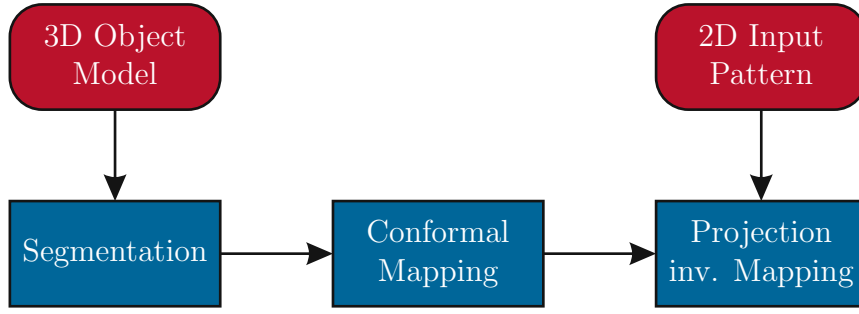 3D Object
Model
2D Input
Pattern
Segmentation
Conformal
Mapping
Projection
inv. Mapping